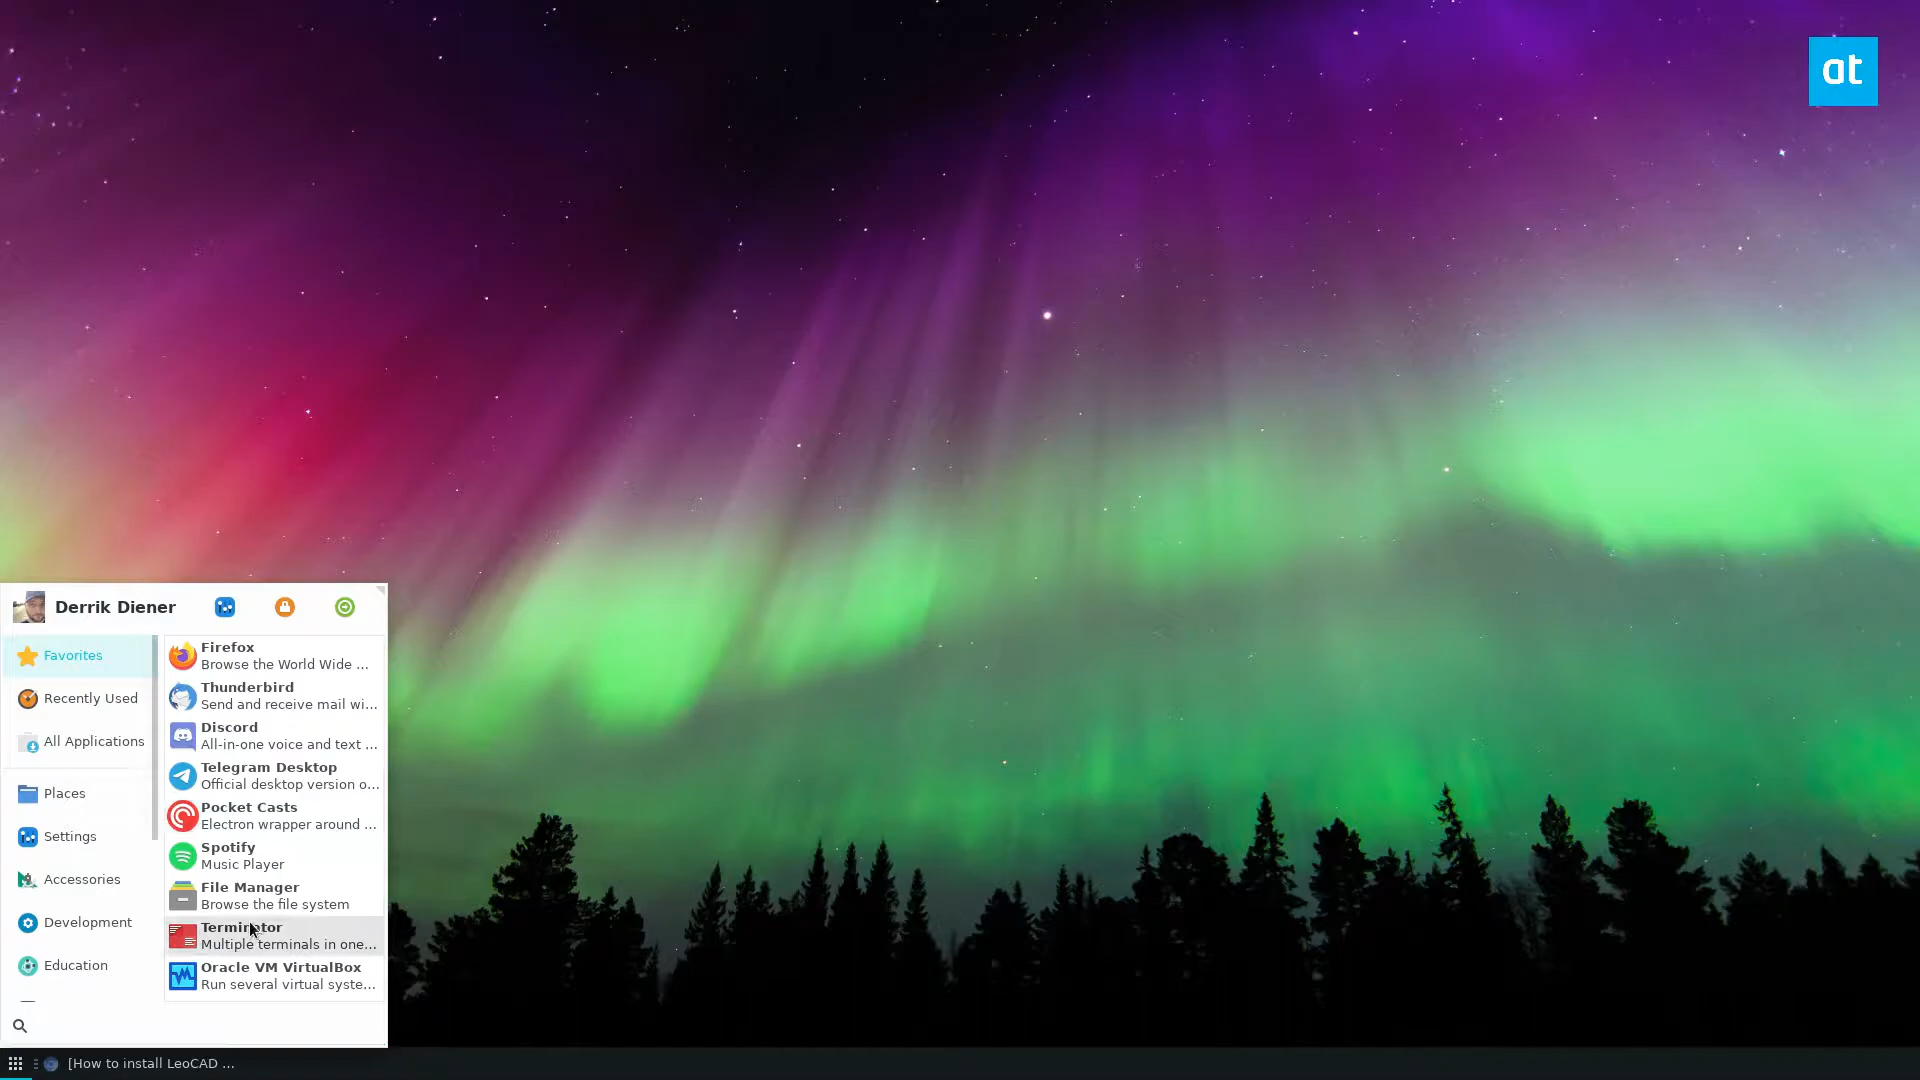 at
Derrik Diener
Favorites
Recently Used
All Applications
Places
Settings
Accessories
Development
Education
Firefox
Browse the World Wide ...
Thunderbird
Send and receive mail wi...
Discord
All-in-one voice and text ...
Telegram Desktop
Official desktop version o...
Pocket Casts
Electron wrapper around ...
Spotify
Music Player
File Manager
Browse the file system
Terminator
Multiple terminals in one...
Oracle VM VirtualBox
Run several virtual syste...
[How to install LeoCAD ...